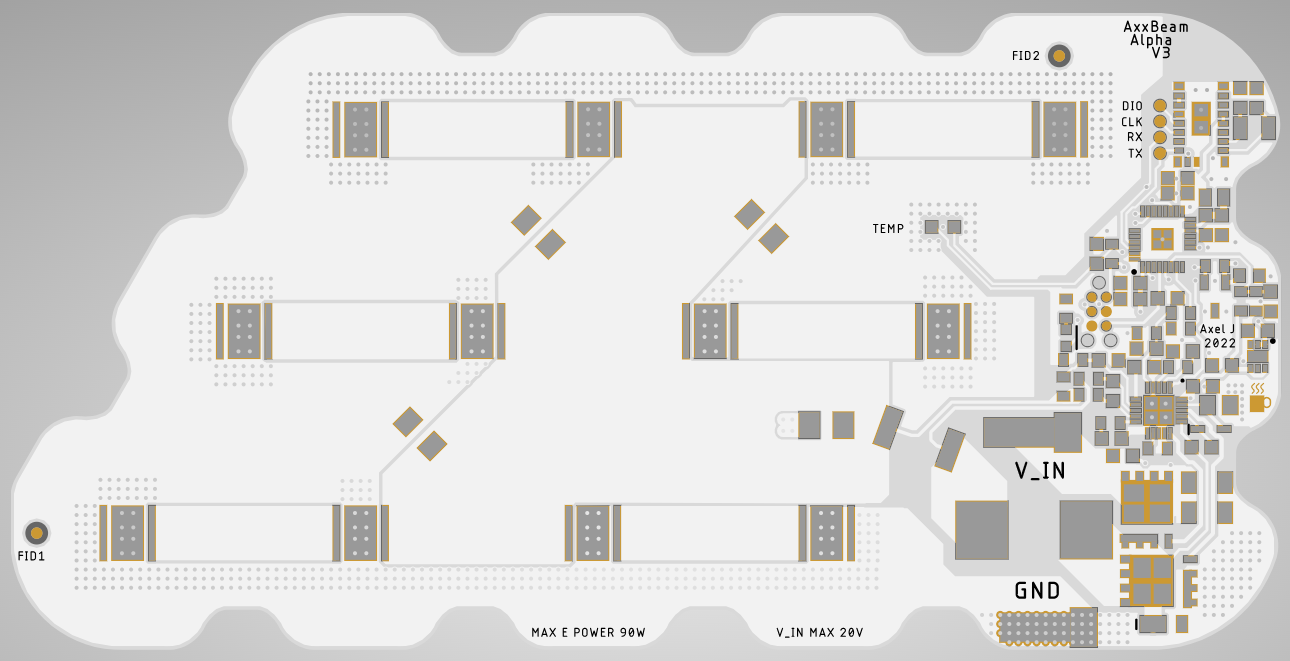 AxxBeam
Alpha
V3
FID2
DIO
CLK
RX
TX
TEMP
Axel J
2022
V_IN
FID1
GND
MAX E POWER 90W
V_IN MAX 20V